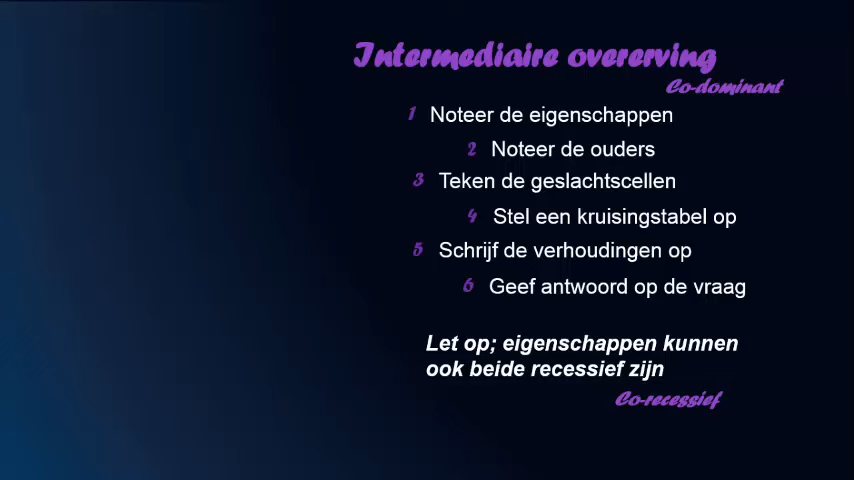 Intermediaire overerving
Co-dominant
1 Noteer de eigenschappen
2 Noteer de ouders
3 Teken de geslachtscellen
4 Stel een kruisingstabel op
5 Schrijf de verhoudingen op
6 Geef antwoord op de vraag
Let op; eigenschappen kunnen
ook beide recessief zijn
Co-recessief